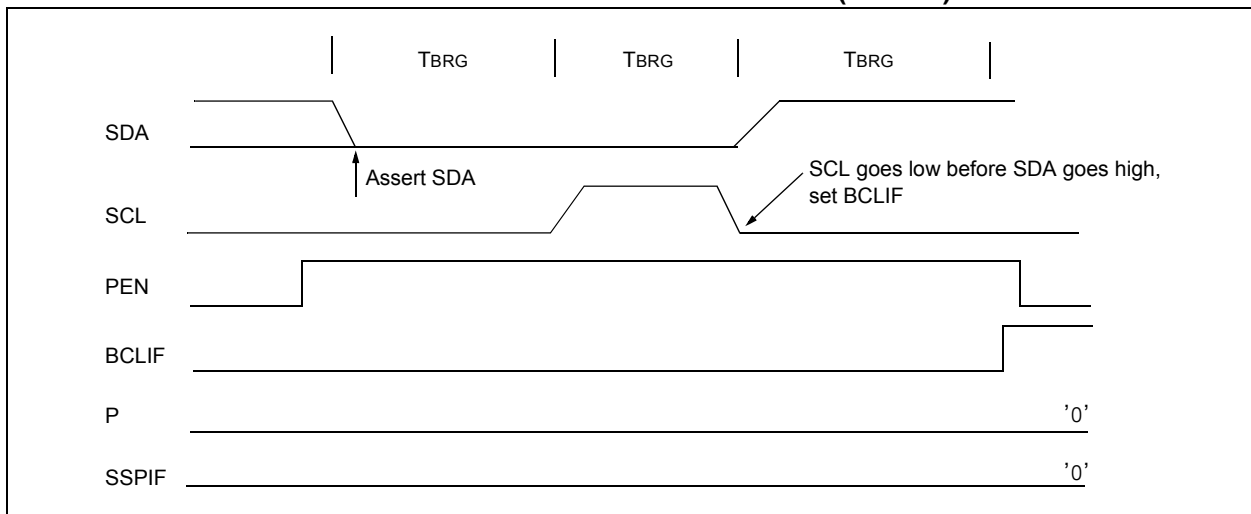 TBRG TBRG TBRG
SDA
Assert SDA
SCL goes low before SDA goes high,
set BCLIF
SCL
PEN
BCLIF
P '0'
SSPIF '0'